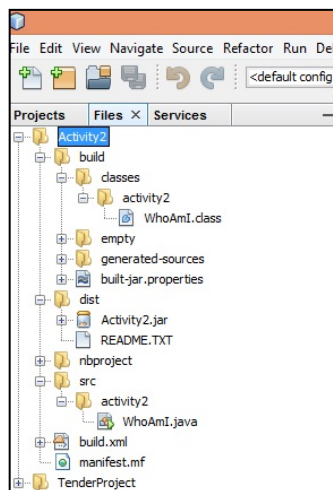 File Edit View Navigate Source Refactor Run De
<default config
Projects Files Services
Activity2
build
classes
activity2
WhoAmI.class
empty
generated-sources
built-jar.properties
dist
Activity2.jar
README.TXT
nbproject
src
activity2
WhoAmI.java
build.xml
manifest.mf
TenderProject